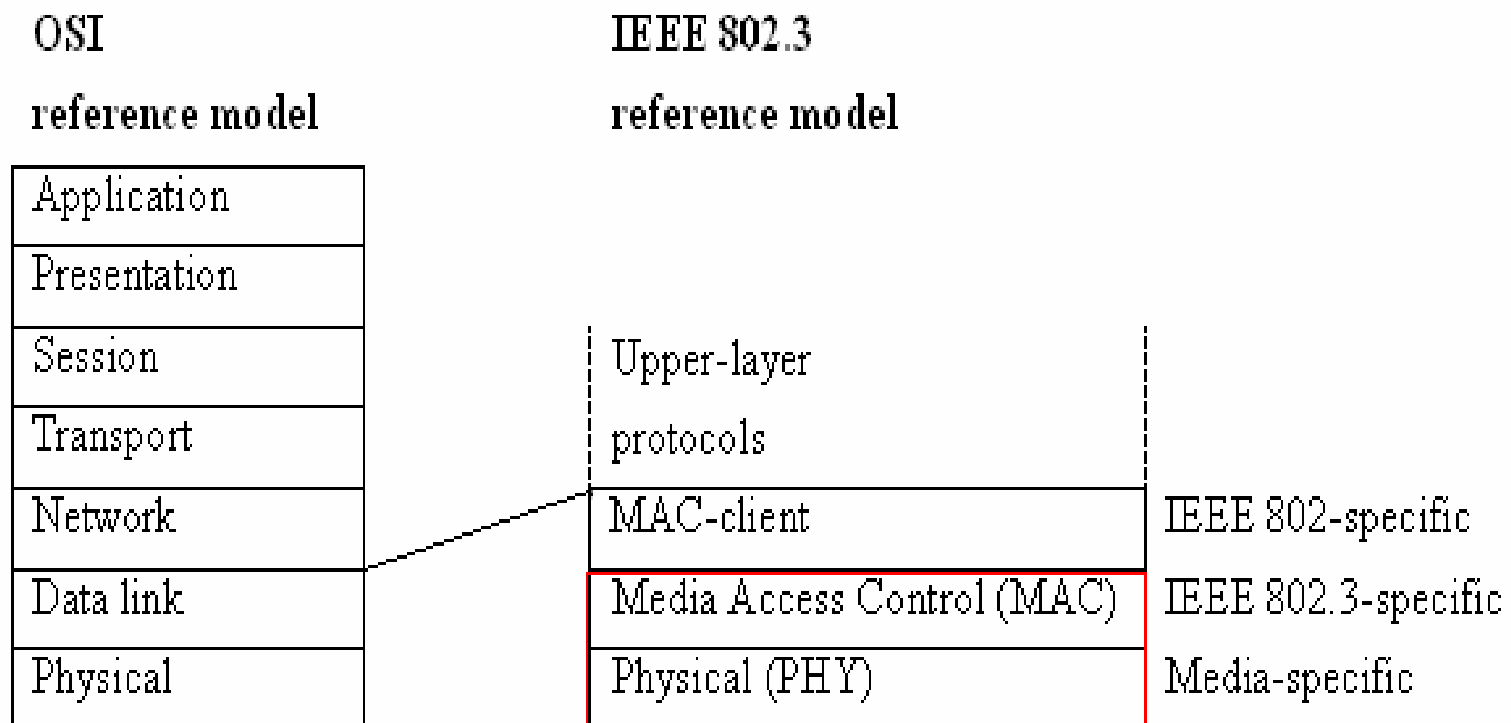 OSI
reference model
IEEE 802.3
reference model
Application
Presentation
Session
Transport
Network
Data link
Physical
Upper-layer
protocols
MAC-client
IEEE 802-specific
Media Access Control (MAC)
IEEE 802.3-specific
Physical (PHY)
Media-specific